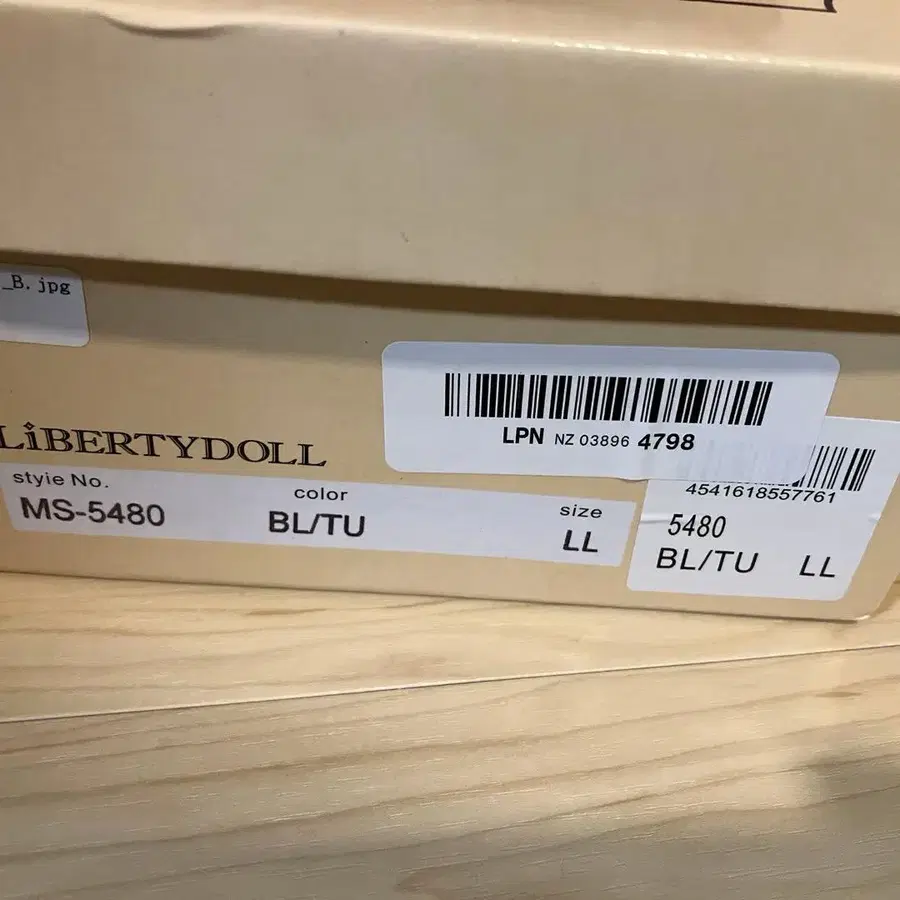 _B.jpg
LiBERTYDOLL
styie No.
MS-5480
color
BL/TU
size
LL
LPN NZ 03896 4798
4541618557761
5480
BL/TU LL